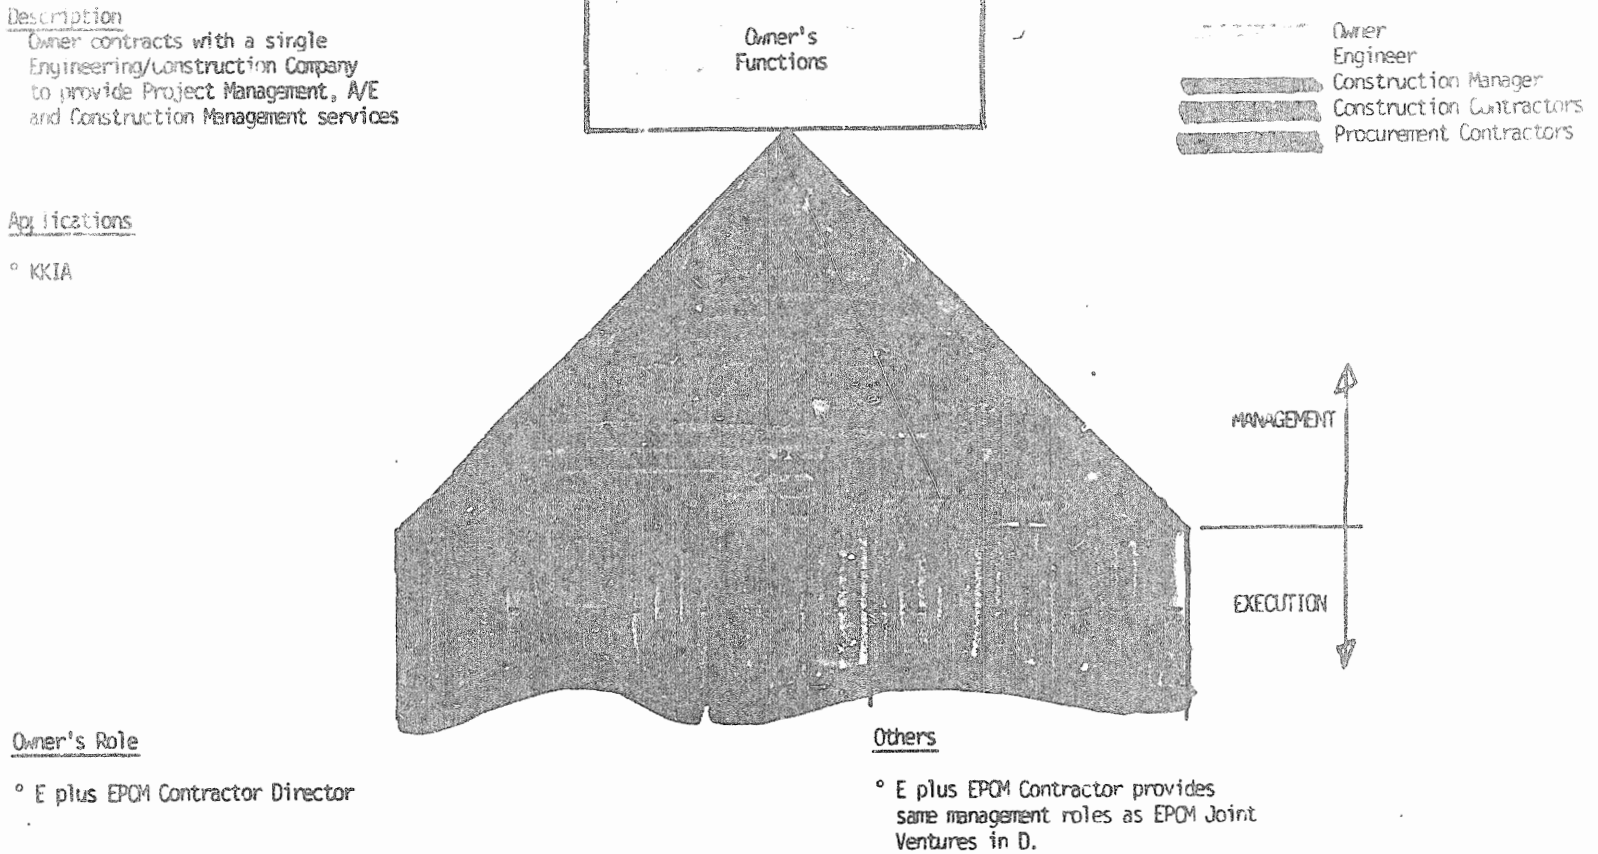 Description
Owner contracts with a single
Engineering/Construction Company
to provide Project Management, A/E
and Construction Management services
Applications
° KKIA
Owner's
Functions
Owner
Engineer
Construction Manager
Construction Contractors
Procurement Contractors
MANAGEMENT
EXECUTION
Owner's Role
° E plus EPCM Contractor Director
Others
° E plus EPCM Contractor provides
same management roles as EPCM Joint
Ventures in D.